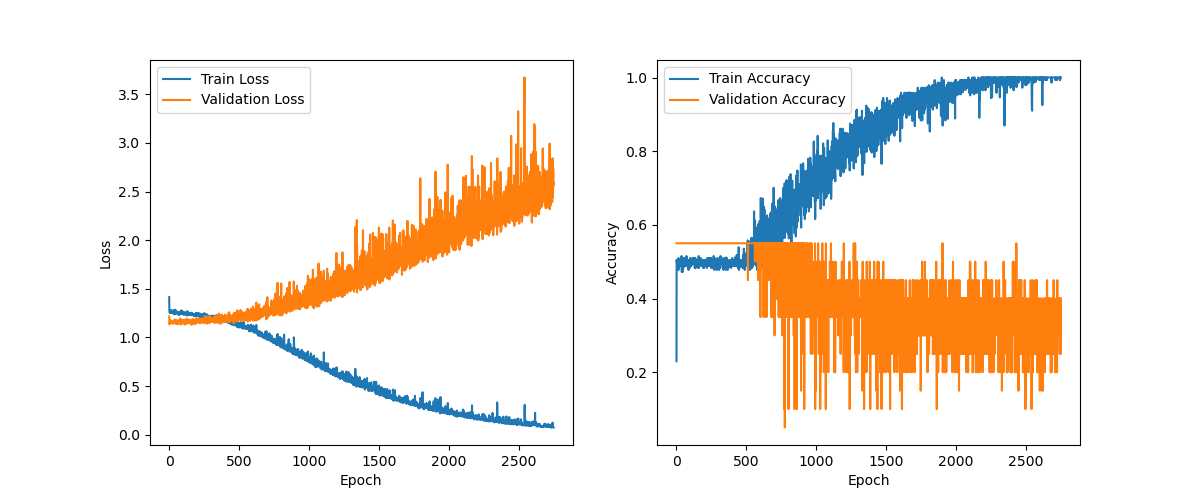 Train Loss
Validation Loss
3.5
3.0
2.5
2.0
1.5
1.0
0.5
0.0
Loss
0 500 1000 1500 2000 2500
Epoch
Train Accuracy
Validation Accuracy
1.0
0.8
0.6
0.4
0.2
Accuracy
0 500 1000 1500 2000 2500
Epoch